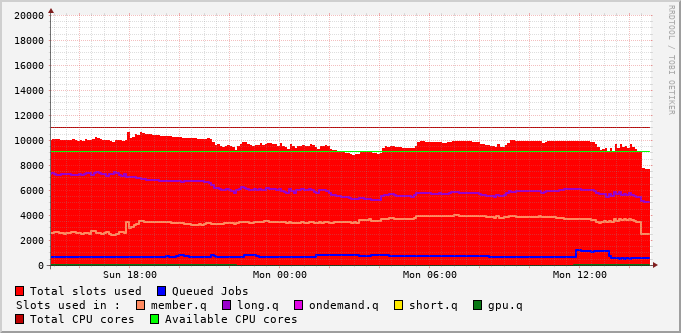 RRDTOOL / TOBI OETIKER
20000
18000
16000
14000
12000
10000
8000
6000
4000
2000
0
Sun 18:00 Mon 00:00 Mon 06:00 Mon 12:00
Total slots used Queued Jobs
Slots used in : member.q long.q ondemand.q short.q gpu.q
Total CPU cores Available CPU cores